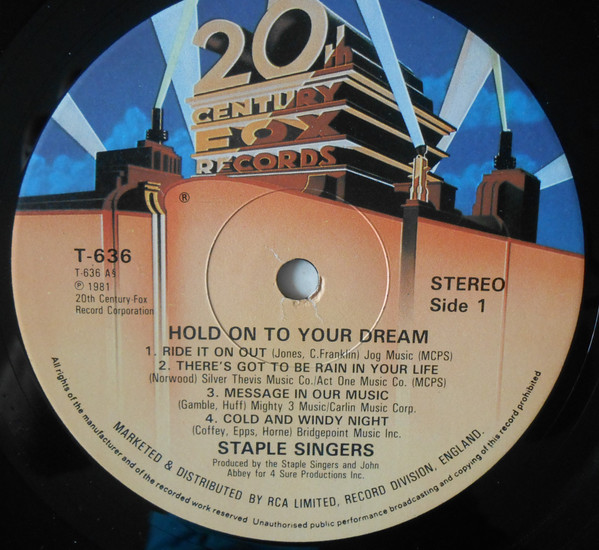 20th
CENTURY
FOX
RECORDS
®
T-636
T-636 A§
℗ 1981
20th Century-Fox
Record Corporation
STEREO
Side 1
HOLD ON TO YOUR DREAM
1. RIDE IT ON OUT (Jones, C.Franklin) Jog Music (MCPS)
2. THERE'S GOT TO BE RAIN IN YOUR LIFE
(Norwood) Silver Thevis Music Co./Act One Music Co. (MCPS)
3. MESSAGE IN OUR MUSIC
(Gamble, Huff) Mighty 3 Music/Carlin Music Corp.
4. COLD AND WINDY NIGHT
(Coffey, Epps, Horne) Bridgepoint Music Inc.
STAPLE SINGERS
Produced by the Staple Singers and John
Abbey for 4 Sure Productions Inc.
MARKETED & DISTRIBUTED BY RCA LIMITED, RECORD DIVISION, ENGLAND.
All rights of the manufacturer and of the owner of the recorded work reserved. Unauthorised public performance broadcasting and copying of this record prohibited